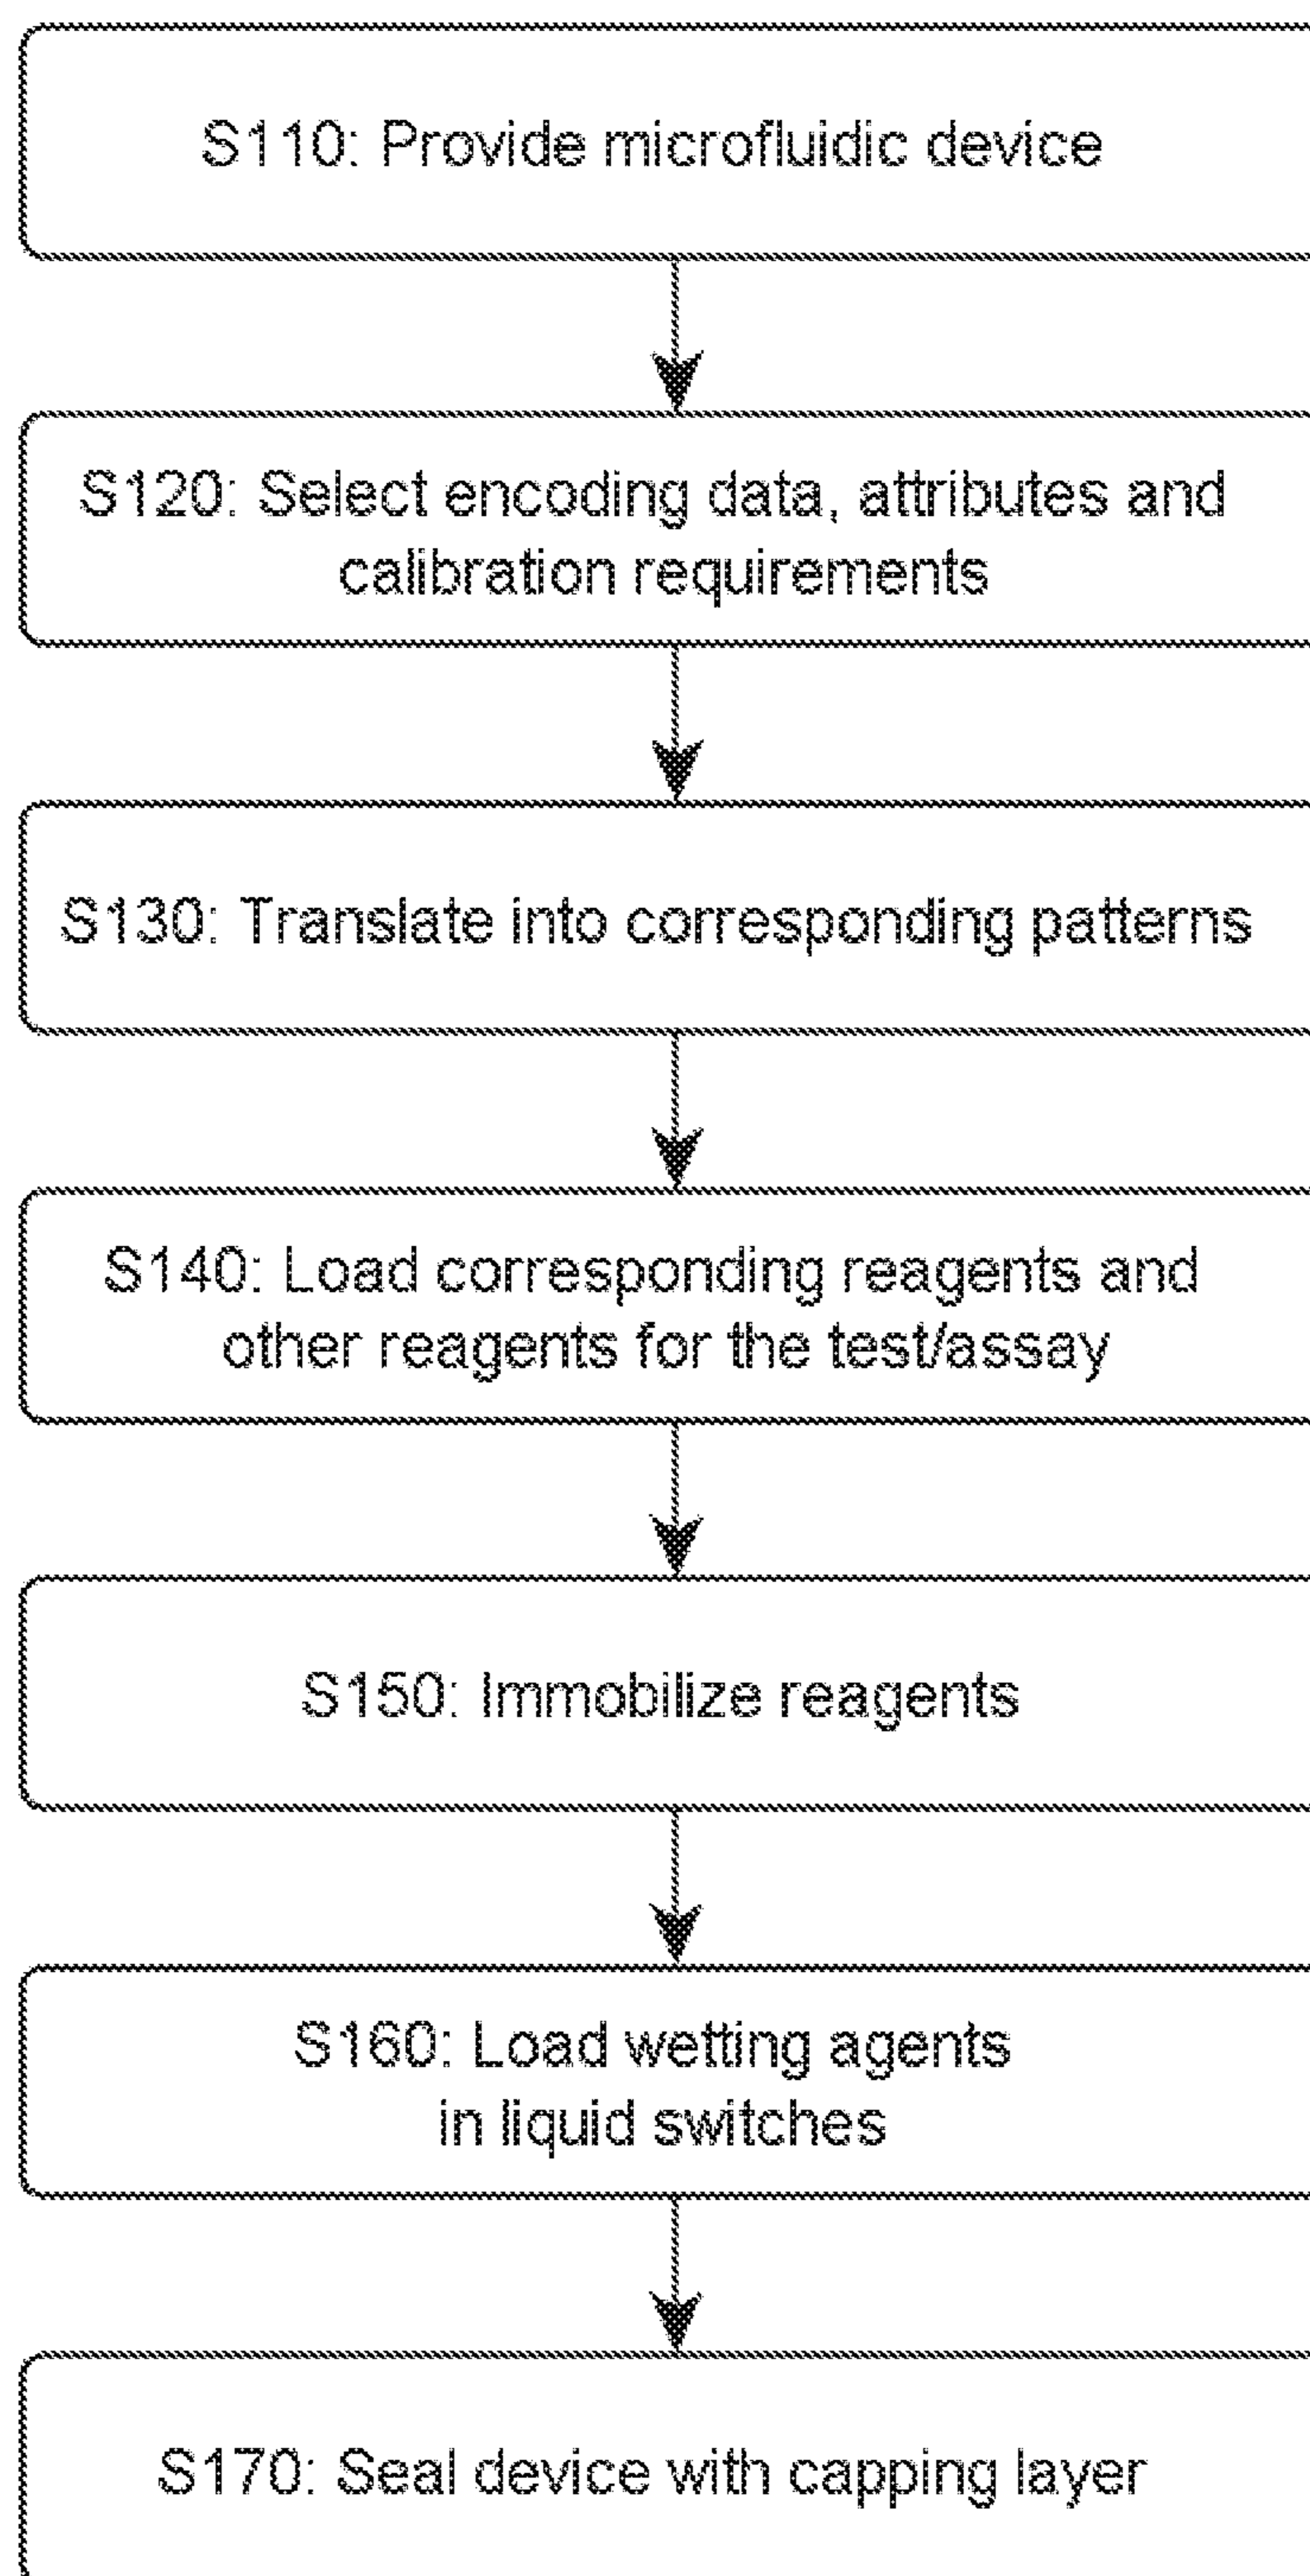 S110: Provide microfluidic device
S120: Select encoding data, attributes and
calibration requirements
S130: Translate into corresponding patterns
S140: Load corresponding reagents and
other reagents for the test/assay
S150: Immobilize reagents
S160: Load wetting agents
in liquid switches
S170: Seal device with capping layer